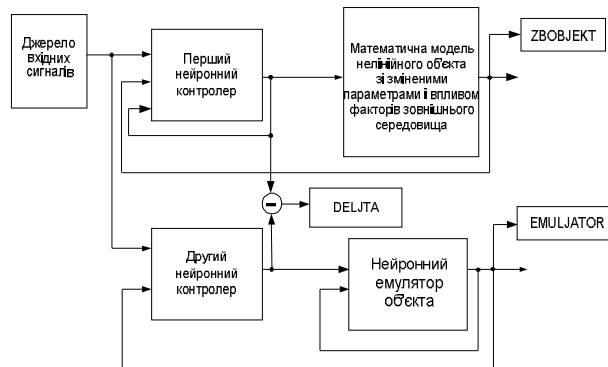 Джерело
вхідних
сигналів
Перший
нейронний
контролер
Математична модель
нелінійного об'єкта
зі зміненими
параметрами і впливом
факторів зовнішнього
середовища
ZBOBJEKT
DELJTA
EMULJATOR
Другий
нейронний
контролер
Нейронний
емулятор
об'єкта